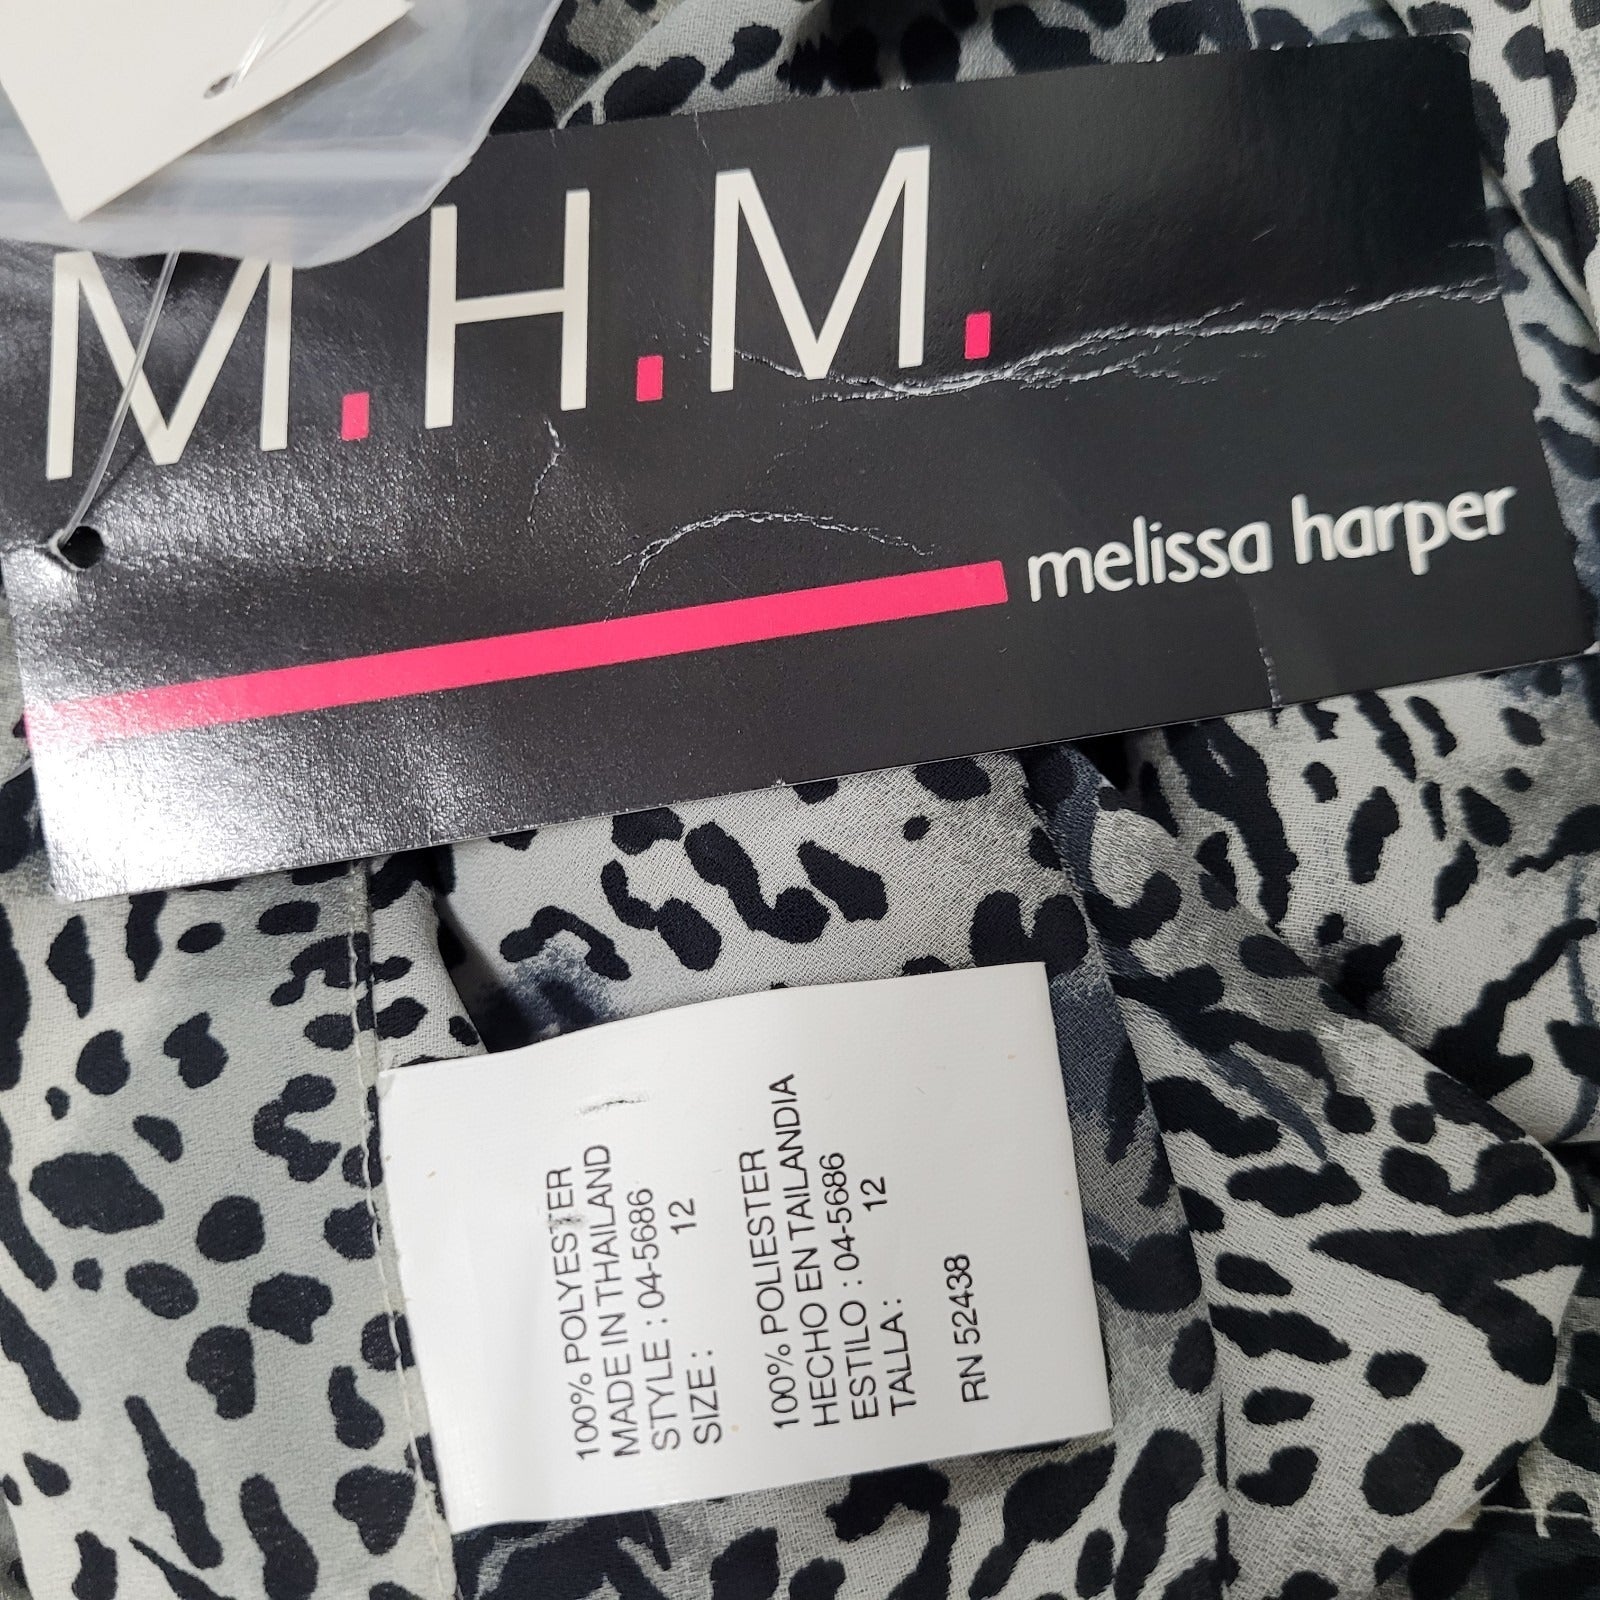 M.H.M.
melissa harper
100% POLYESTER
MADE IN THAILAND
STYLE : 04-5686
SIZE : 12
100% POLIESTER
HECHO EN TAILANDIA
ESTILO : 04-5686
TALLA : 12
RN 52438